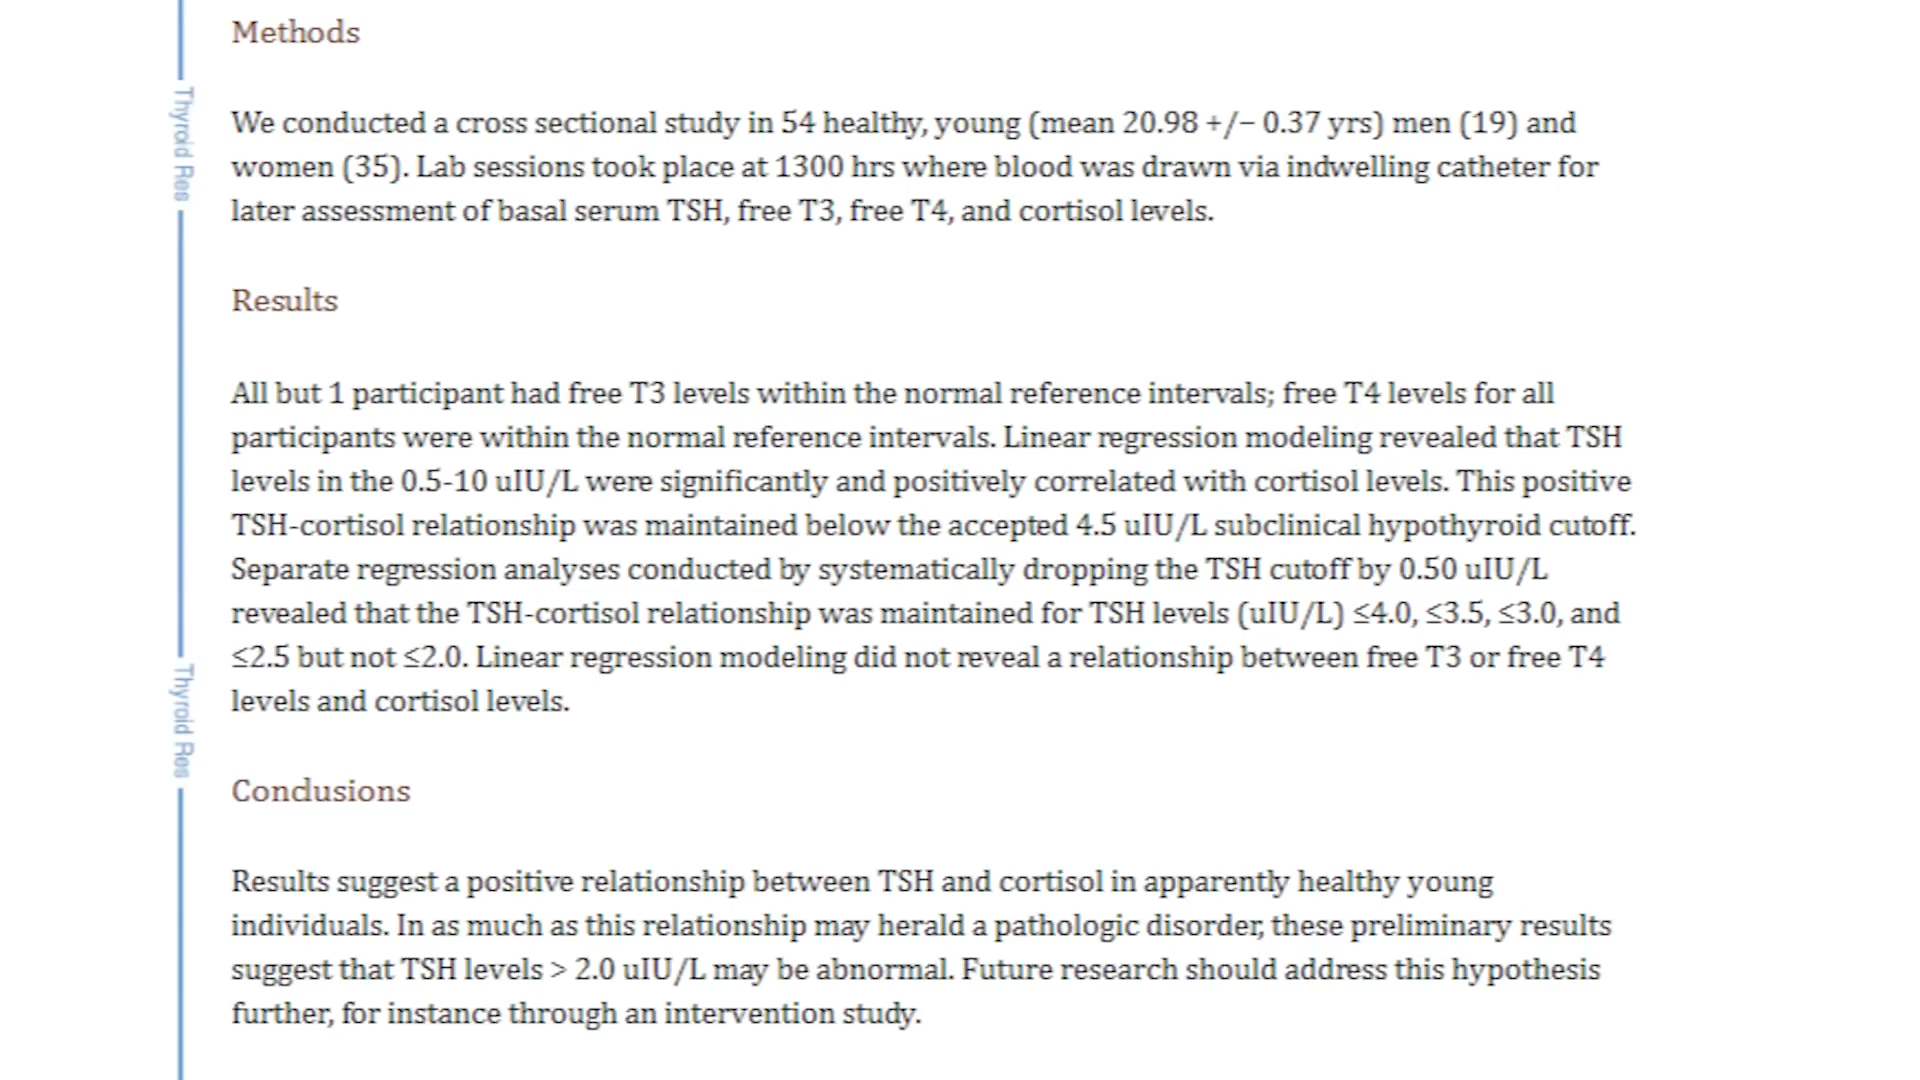 Methods
Thyroid Res
We conducted a cross sectional study in 54 healthy, young (mean 20.98 +/− 0.37 yrs) men (19) and
women (35). Lab sessions took place at 1300 hrs where blood was drawn via indwelling catheter for
later assessment of basal serum TSH, free T3, free T4, and cortisol levels.
Results
All but 1 participant had free T3 levels within the normal reference intervals; free T4 levels for all
participants were within the normal reference intervals. Linear regression modeling revealed that TSH
levels in the 0.5-10 uIU/L were significantly and positively correlated with cortisol levels. This positive
TSH-cortisol relationship was maintained below the accepted 4.5 uIU/L subclinical hypothyroid cutoff.
Separate regression analyses conducted by systematically dropping the TSH cutoff by 0.50 uIU/L
revealed that the TSH-cortisol relationship was maintained for TSH levels (uIU/L) ≤4.0, ≤3.5, ≤3.0, and
≤2.5 but not ≤2.0. Linear regression modeling did not reveal a relationship between free T3 or free T4
levels and cortisol levels.
Thyroid Res
Conclusions
Results suggest a positive relationship between TSH and cortisol in apparently healthy young
individuals. In as much as this relationship may herald a pathologic disorder, these preliminary results
suggest that TSH levels > 2.0 uIU/L may be abnormal. Future research should address this hypothesis
further, for instance through an intervention study.